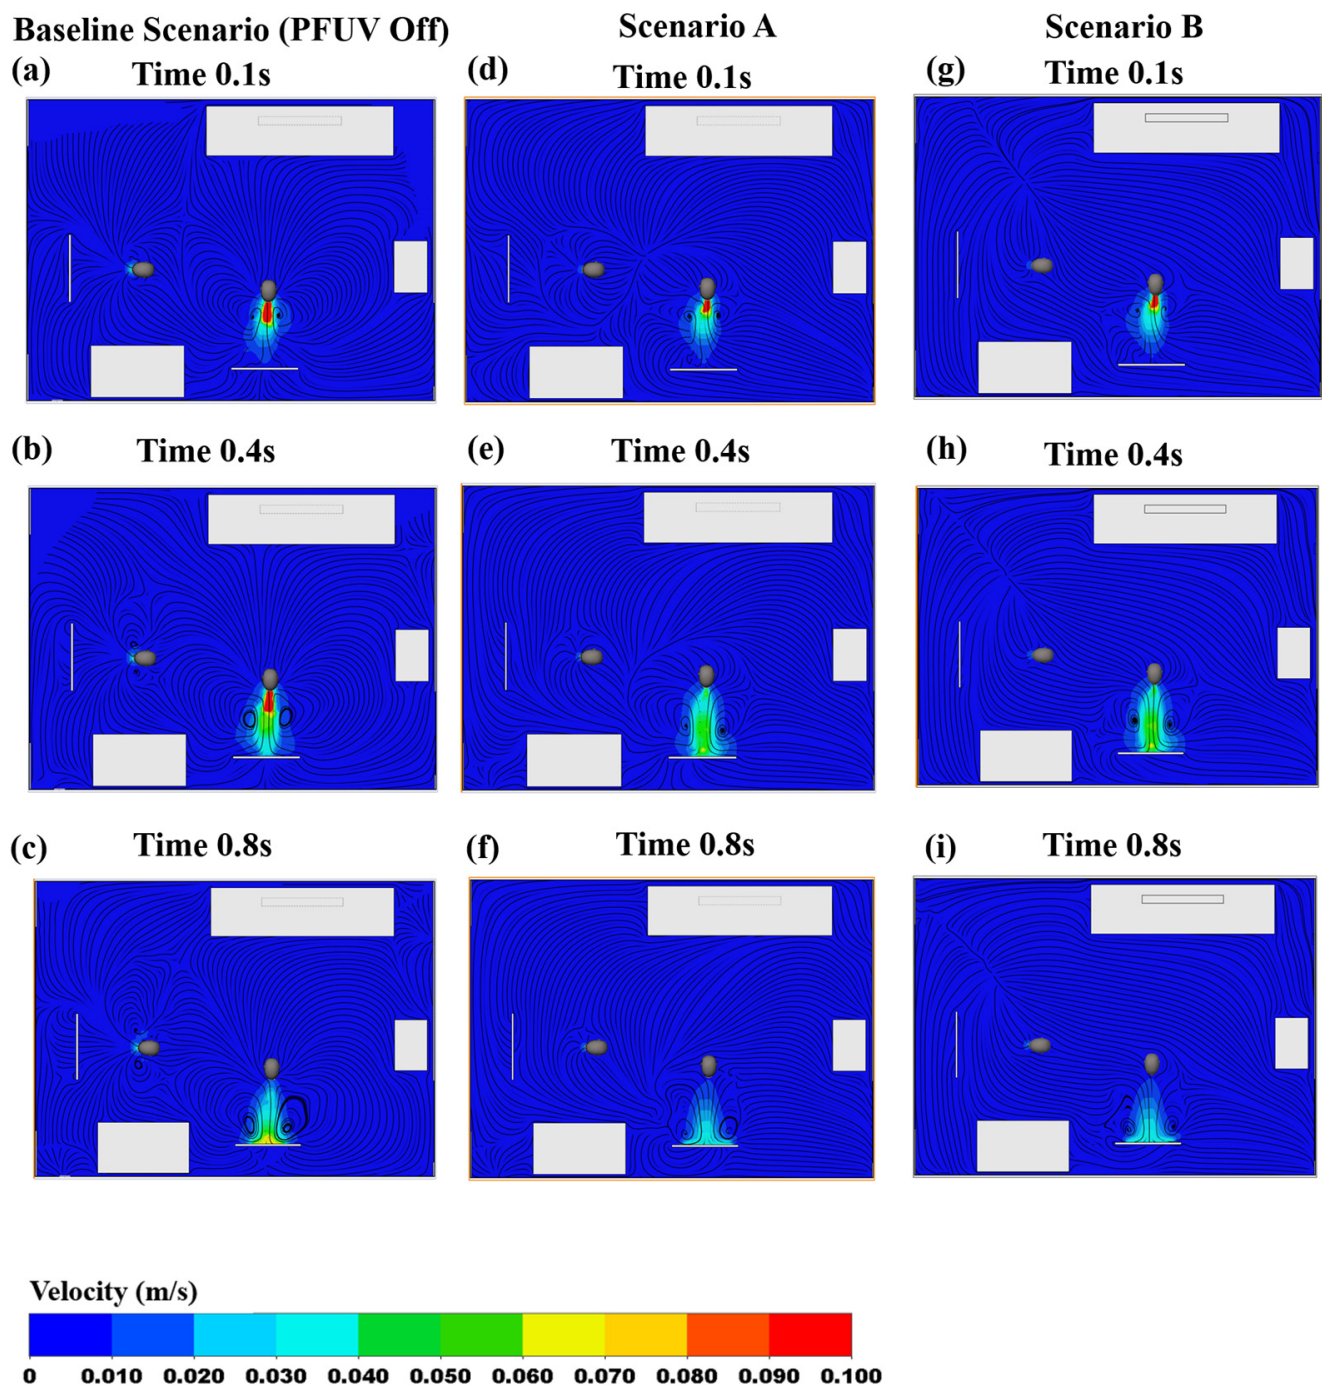 Baseline Scenario (PFUV Off)
Scenario A
Scenario B
(a)
Time 0.1s
(d)
Time 0.1s
(g)
Time 0.1s
(b)
Time 0.4s
(e)
Time 0.4s
(h)
Time 0.4s
(c)
Time 0.8s
(f)
Time 0.8s
(i)
Time 0.8s
Velocity (m/s)
0 0.010 0.020 0.030 0.040 0.050 0.060 0.070 0.080 0.090 0.100